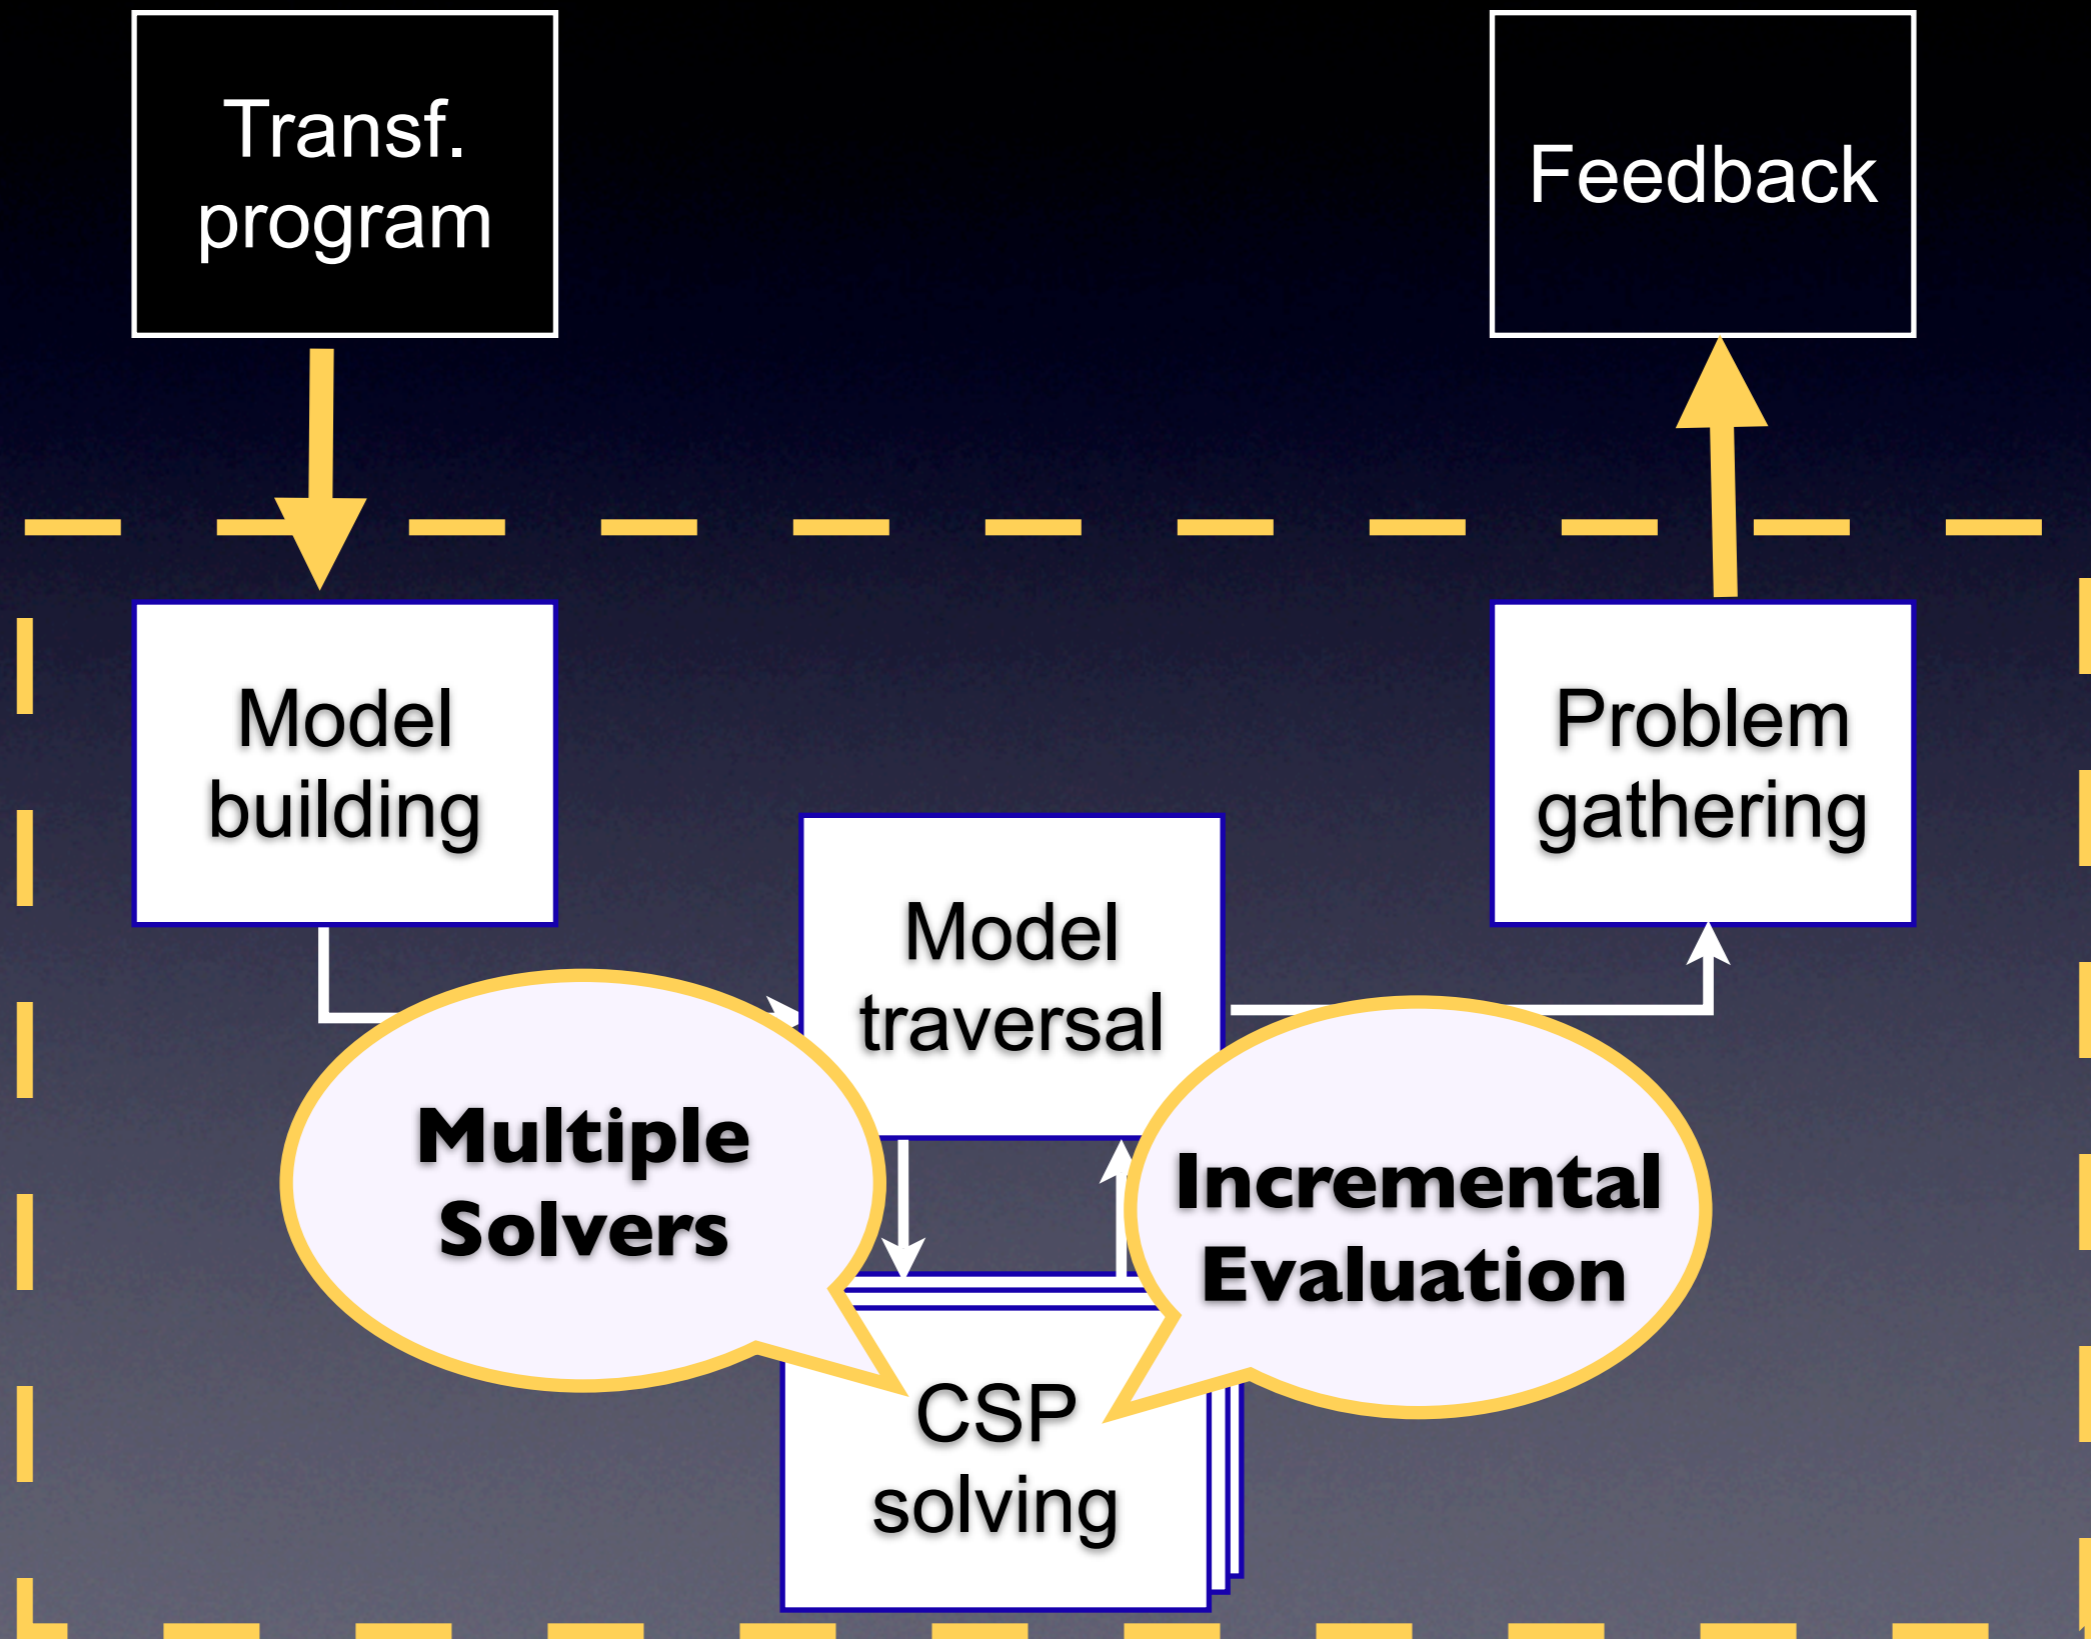 Transf.
program
Feedback
Model
building
Problem
gathering
Model
traversal
Multiple
Solvers
Incremental
Evaluation
CSP
solving